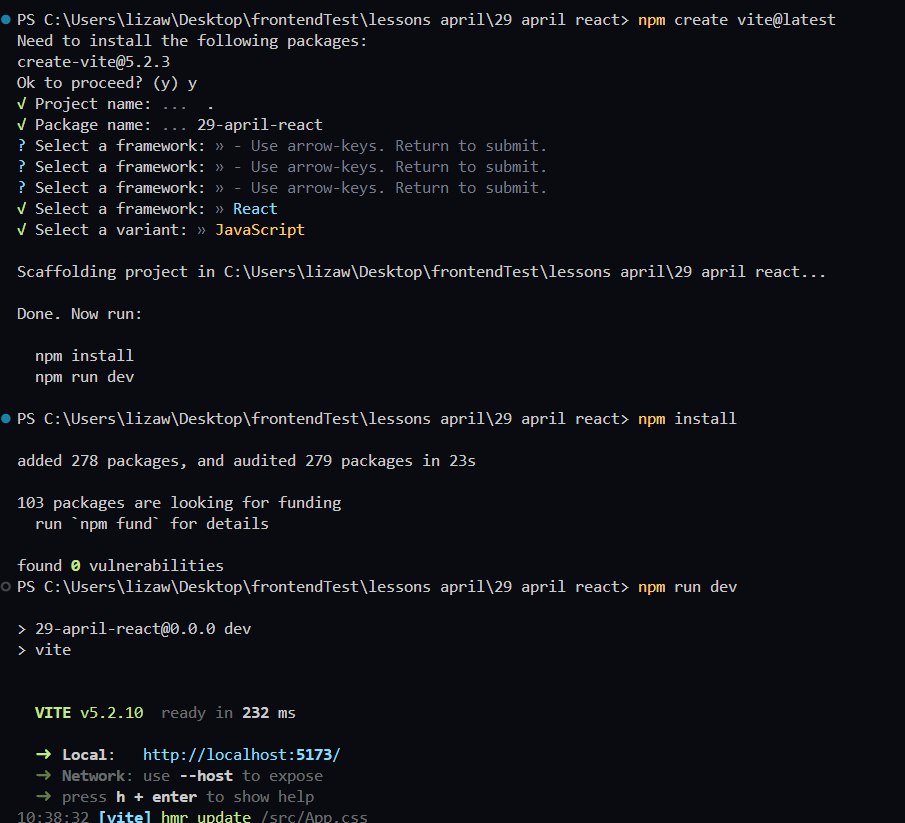 PS C:\Users\lizaw\Desktop\frontendTest\lessons april\29 april react> npm create vite@latest
Need to install the following packages:
create-vite@5.2.3
Ok to proceed? (y) y
√ Project name: ... .
√ Package name: ... 29-april-react
? Select a framework: » - Use arrow-keys. Return to submit.
? Select a framework: » - Use arrow-keys. Return to submit.
? Select a framework: » - Use arrow-keys. Return to submit.
√ Select a framework: » React
√ Select a variant: » JavaScript
Scaffolding project in C:\Users\lizaw\Desktop\frontendTest\lessons april\29 april react...
Done. Now run:
npm install
npm run dev
PS C:\Users\lizaw\Desktop\frontendTest\lessons april\29 april react> npm install
added 278 packages, and audited 279 packages in 23s
103 packages are looking for funding
run `npm fund` for details
found 0 vulnerabilities
PS C:\Users\lizaw\Desktop\frontendTest\lessons april\29 april react> npm run dev
> 29-april-react@0.0.0 dev
> vite
VITE v5.2.10 ready in 232 ms
➜ Local: http://localhost:5173/
➜ Network: use --host to expose
➜ press h + enter to show help
10:38:32 [vite] hmr update /src/App.css